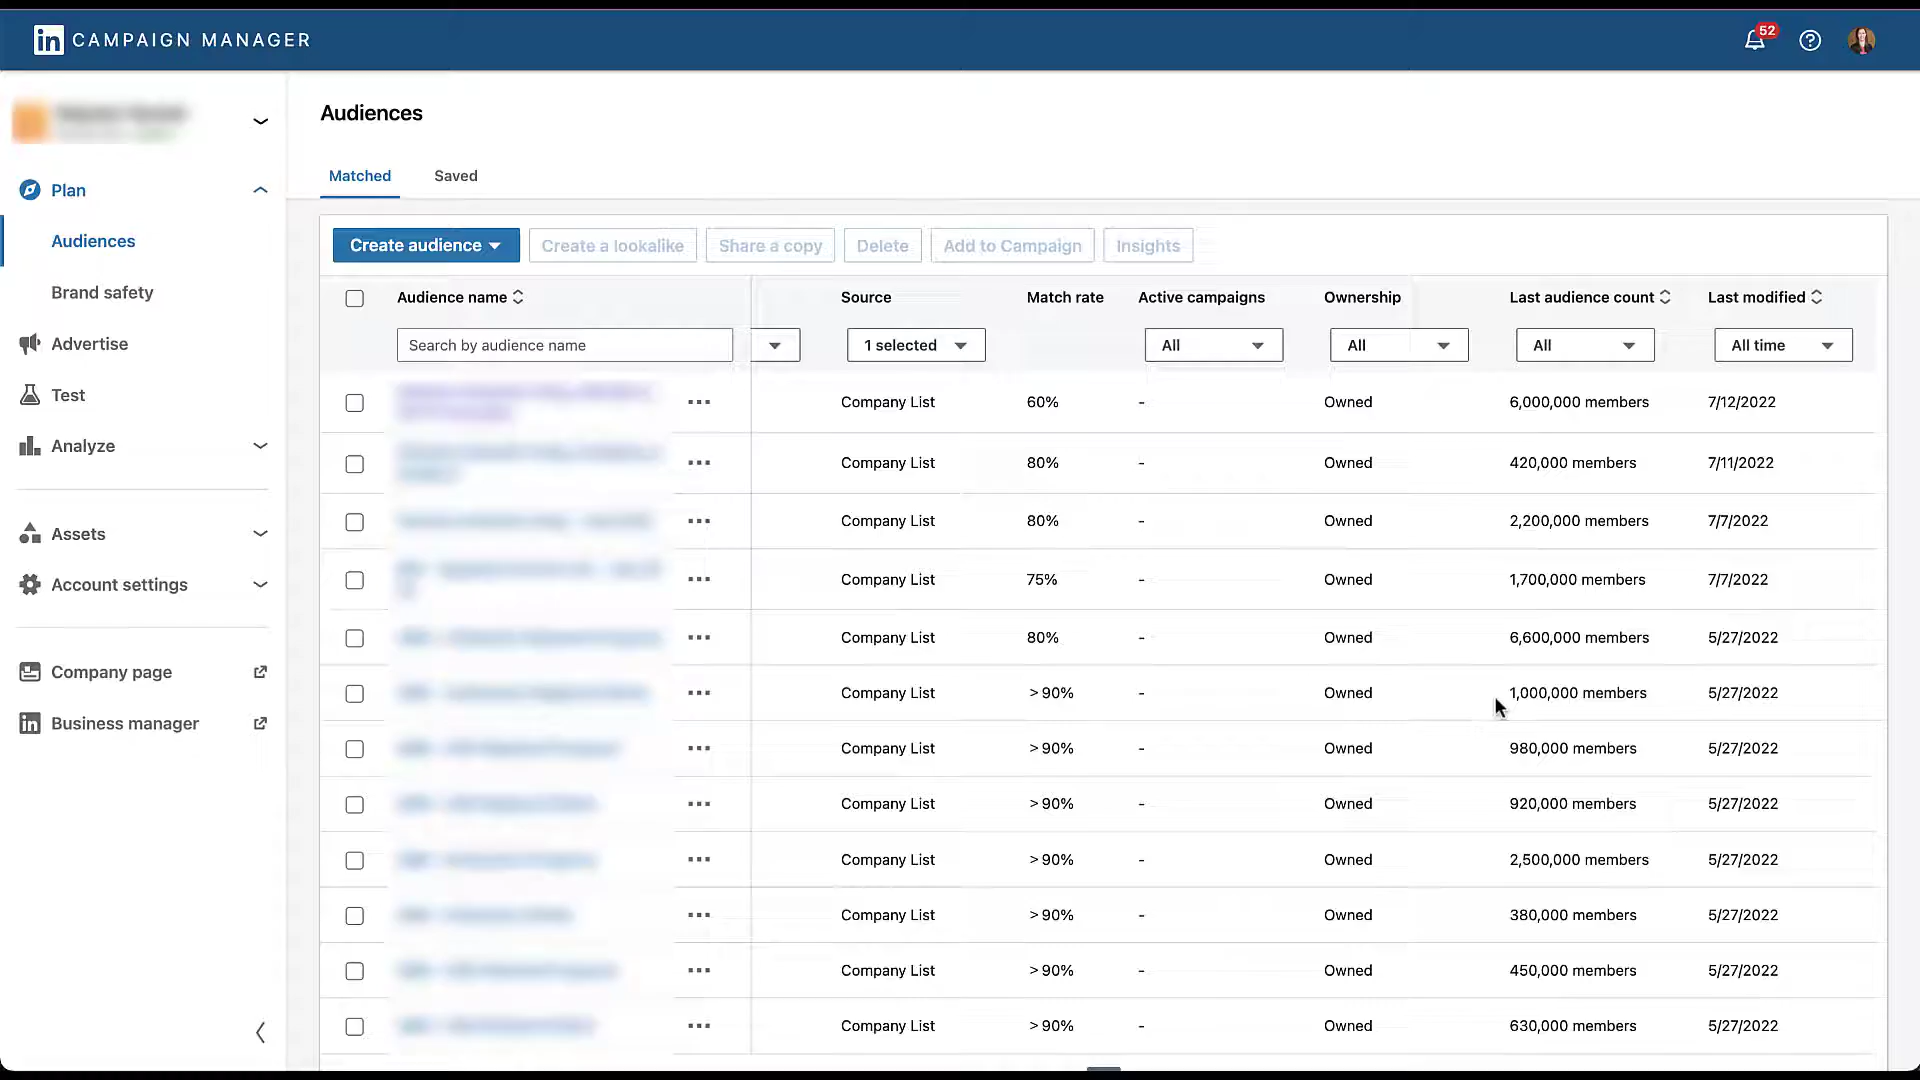 in CAMPAIGN MANAGER
52
Audiences
Matched Saved
Plan
Audiences
Brand safety
Advertise
Test
Analyze
Assets
Account settings
Company page
Business manager
Create audience Create a lookalike Share a copy Delete Add to Campaign Insights
Audience name Source Match rate Active campaigns Ownership Last audience count Last modified
Search by audience name 1 selected All All All All time
Company List 60% - Owned 6,000,000 members 7/12/2022
Company List 80% - Owned 420,000 members 7/11/2022
Company List 80% - Owned 2,200,000 members 7/7/2022
Company List 75% - Owned 1,700,000 members 7/7/2022
Company List 80% - Owned 6,600,000 members 5/27/2022
Company List > 90% - Owned 1,000,000 members 5/27/2022
Company List > 90% - Owned 980,000 members 5/27/2022
Company List > 90% - Owned 920,000 members 5/27/2022
Company List > 90% - Owned 2,500,000 members 5/27/2022
Company List > 90% - Owned 380,000 members 5/27/2022
Company List > 90% - Owned 450,000 members 5/27/2022
Company List > 90% - Owned 630,000 members 5/27/2022